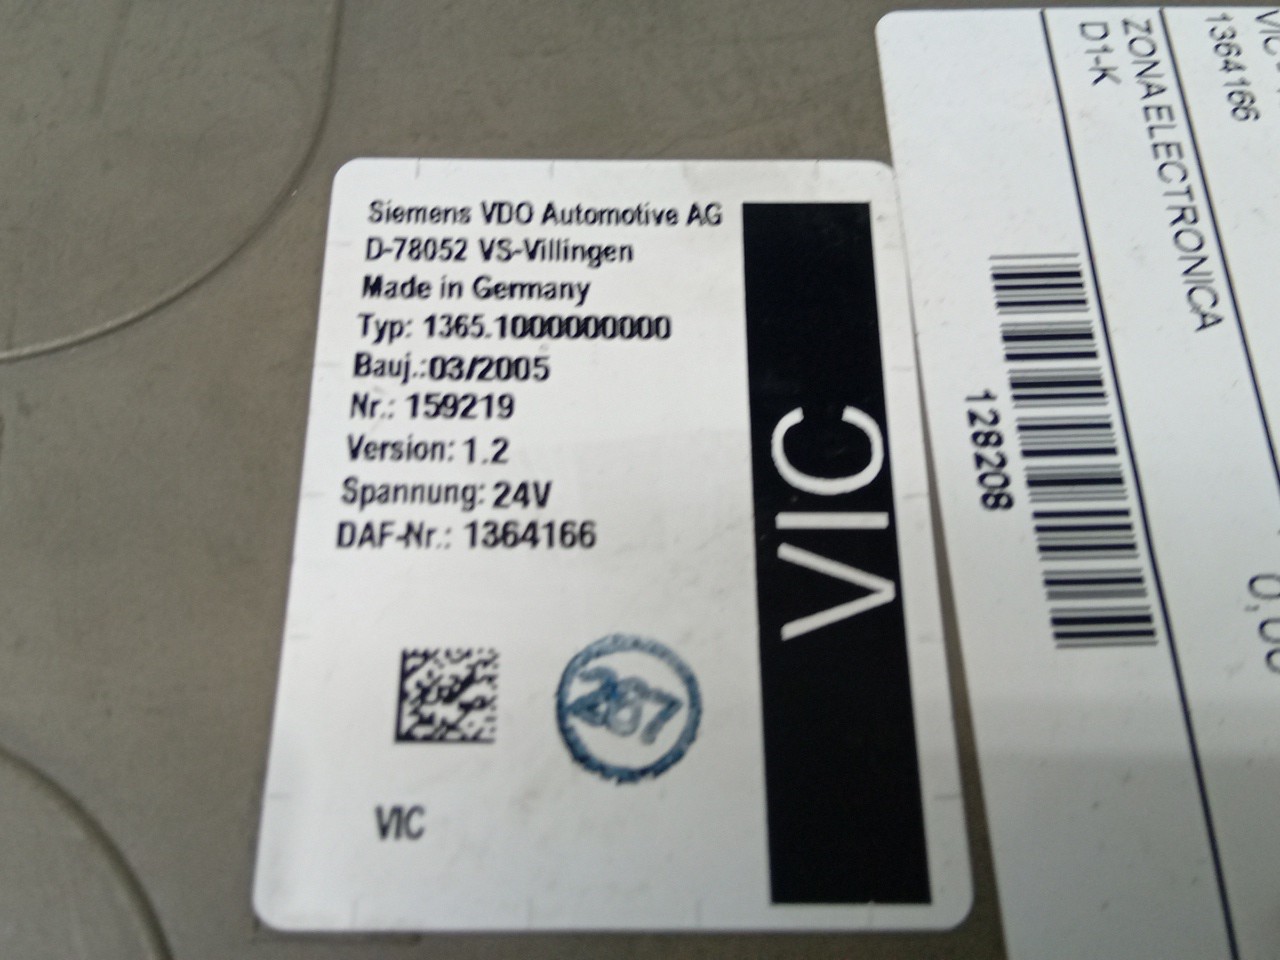 Siemens VDO Automotive AG
D-78052 VS-Villingen
Made in Germany
Typ: 1365.1000000000
Bauj.:03/2005
Nr.: 159219
Version: 1.2
Spannung: 24V
DAF-Nr.: 1364166
287
VIC
VIC
1364166
ZONAELECTRONICA
D1-K
128208